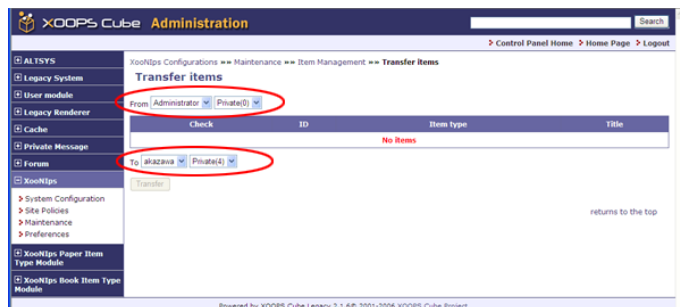 XOOPS Cube Administration
Search
Control Panel Home Home Page Logout
ALTSYS
Legacy System
User module
Legacy Renderer
Cache
Private Message
Forum
XooNIps
System Configuration
Site Policies
Maintenance
Preferences
XooNIps Paper Item
Type Module
XooNIps Book Item Type
Module
XooNIps Configurations »» Maintenance »» Item Management »» Transfer items
Transfer items
From Administrator Private(0)
Check ID Item type Title
No items
To akazawa Private(4)
Transfer
returns to the top
Powered by XOOPS Cube Legacy 2.1.6© 2001-2006 XOOPS Cube Project